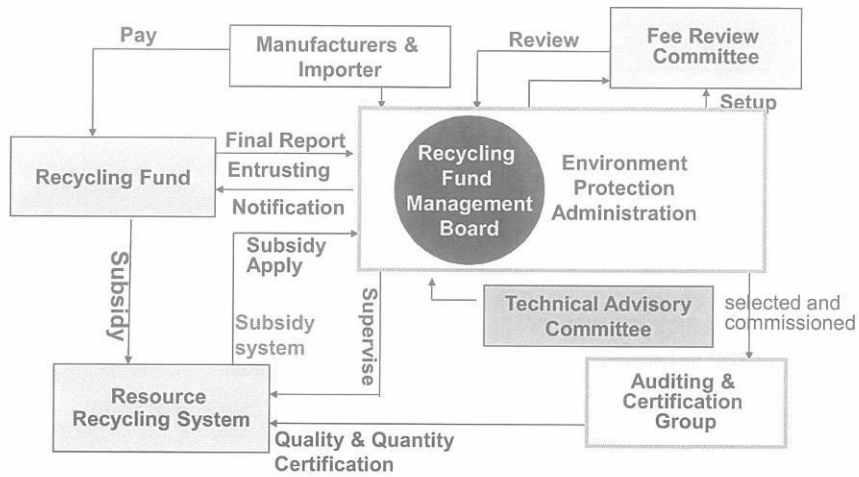 Pay
Manufacturers &
Importer
Review
Fee Review
Committee
Setup
Recycling Fund
Final Report
Entrusting
Notification
Recycling
Fund
Management
Board
Environment
Protection
Administration
Subsidy
Subsidy
Apply
Subsidy
system
Supervise
Technical Advisory
Committee
selected and
commissioned
Resource
Recycling System
Quality & Quantity
Certification
Auditing &
Certification
Group